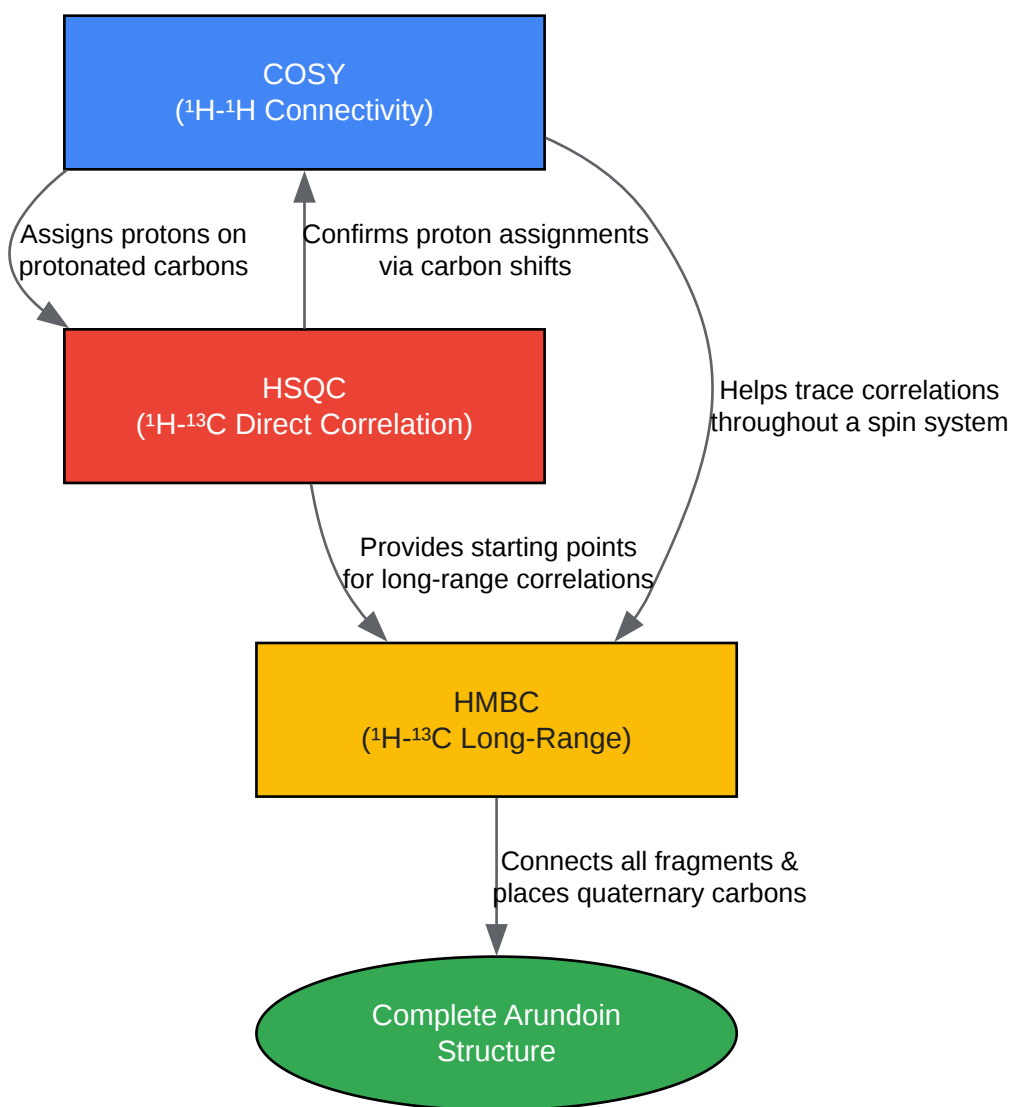 COSY
(¹H-¹H Connectivity)
Assigns protons on
protonated carbons
Confirms proton assignments
via carbon shifts
HSQC
(¹H-¹³C Direct Correlation)
Helps trace correlations
throughout a spin system
Provides starting points
for long-range correlations
HMBC
(¹H-¹³C Long-Range)
Connects all fragments &
places quaternary carbons
Complete Arundoin
Structure